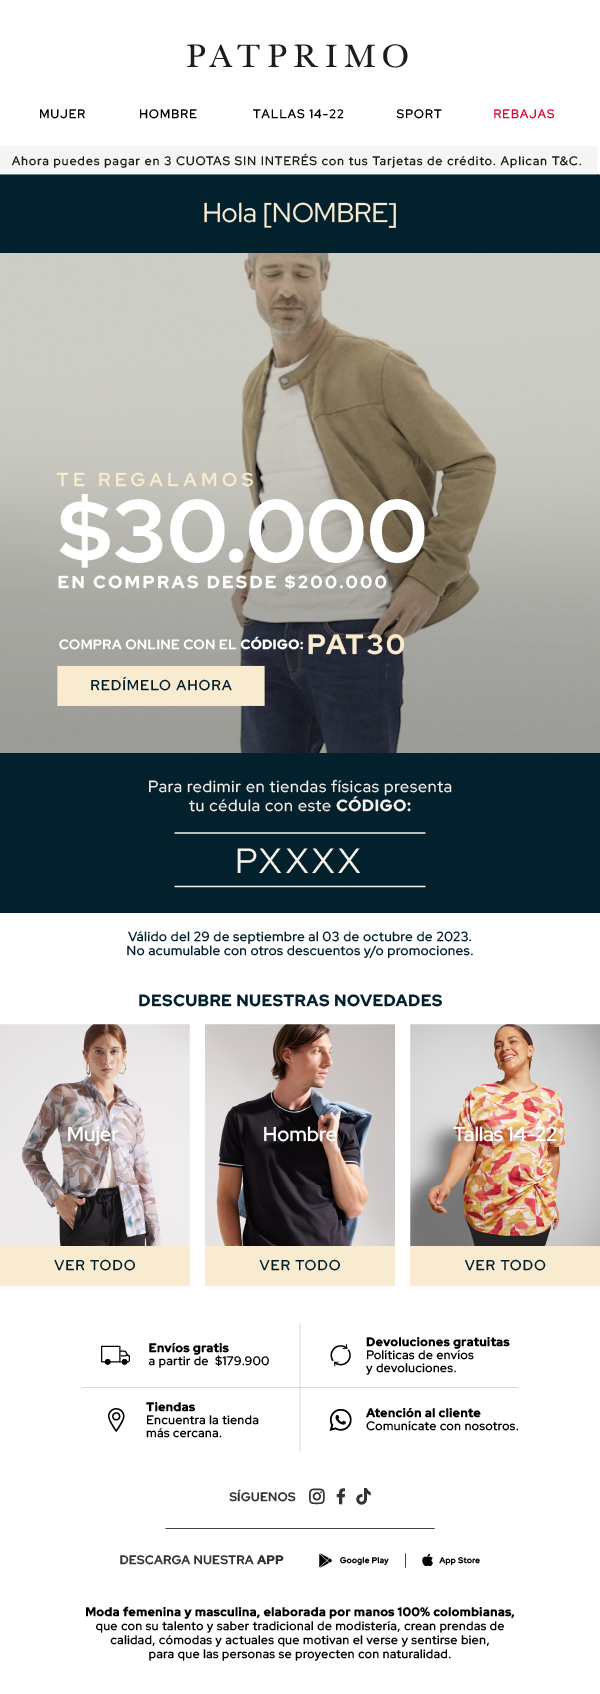 PATPRIMO
MUJER HOMBRE TALLAS 14-22 SPORT REBAJAS
Ahora puedes pagar en 3 CUOTAS SIN INTERÉS con tus Tarjetas de crédito. Aplican T&C.
Hola [NOMBRE]
TE REGALAMOS
$30.000
EN COMPRAS DESDE $200.000
COMPRA ONLINE CON EL CÓDIGO: PAT30
REDÍMELO AHORA
Para redimir en tiendas físicas presenta
tu cédula con este CÓDIGO:
PXXXX
Válido del 29 de septiembre al 03 de octubre de 2023.
No acumulable con otros descuentos y/o promociones.
DESCUBRE NUESTRAS NOVEDADES
Mujer
Hombre
Tallas 14-22
VER TODO
VER TODO
VER TODO
Envíos gratis
a partir de $179.900
Devoluciones gratuitas
Políticas de envíos
y devoluciones.
Tiendas
Encuentra la tienda
más cercana.
Atención al cliente
Comunícate con nosotros.
SÍGUENOS
DESCARGA NUESTRA APP Google Play | App Store
Moda femenina y masculina, elaborada por manos 100% colombianas,
que con su talento y saber tradicional de modistería, crean prendas de
calidad, cómodas y actuales que motivan el verse y sentirse bien,
para que las personas se proyecten con naturalidad.